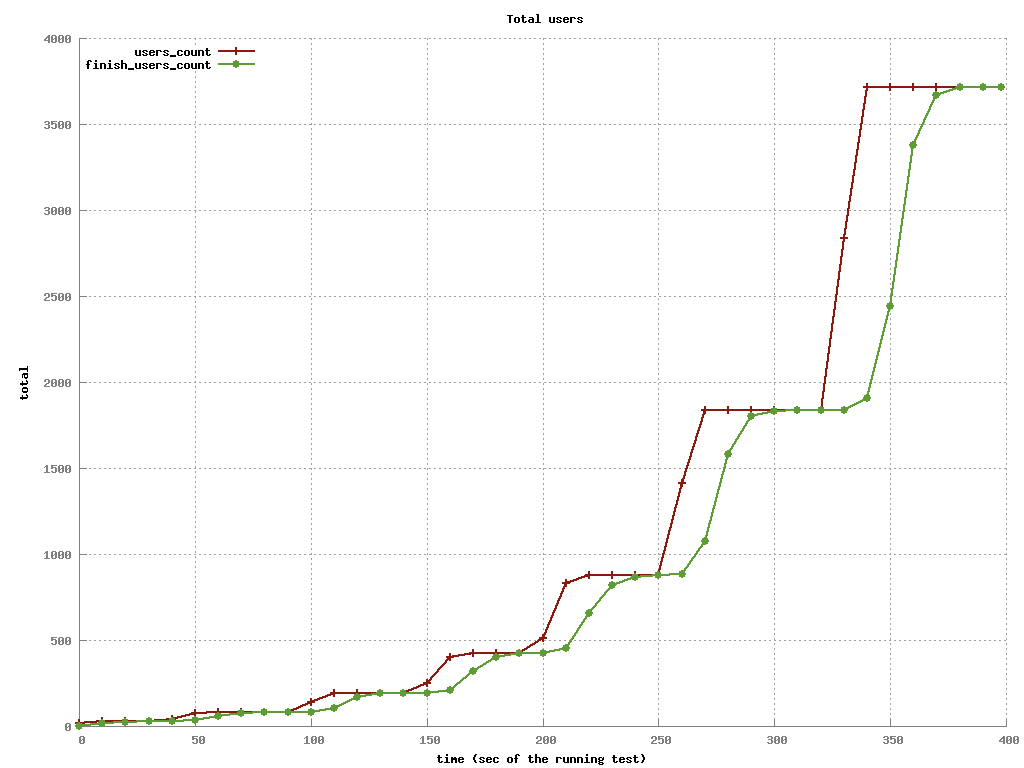 Total users
users_count
finish_users_count
4000
3500
3000
2500
2000
1500
1000
500
0
total
0 50 100 150 200 250 300 350 400
time (sec of the running test)